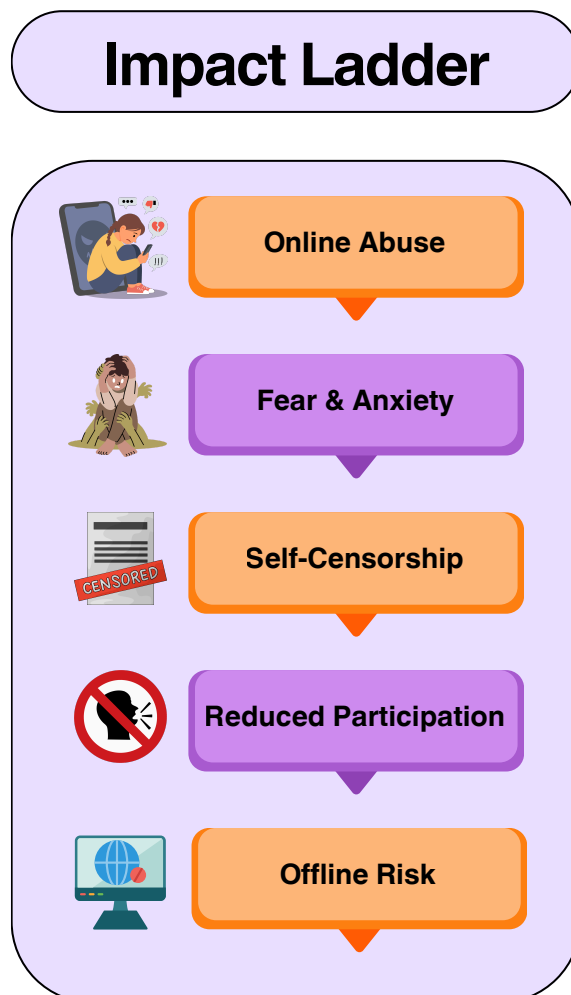 Impact Ladder
Online Abuse
Fear & Anxiety
CENSORED
Self-Censorship
Reduced Participation
Offline Risk